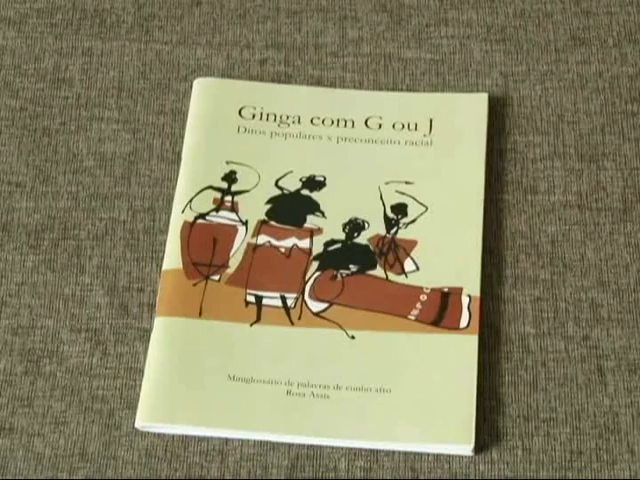 Ginga com G ou J
Ditos populares x preconceito racial
Miniglossário de palavras de cunho afro
Rosa Assis